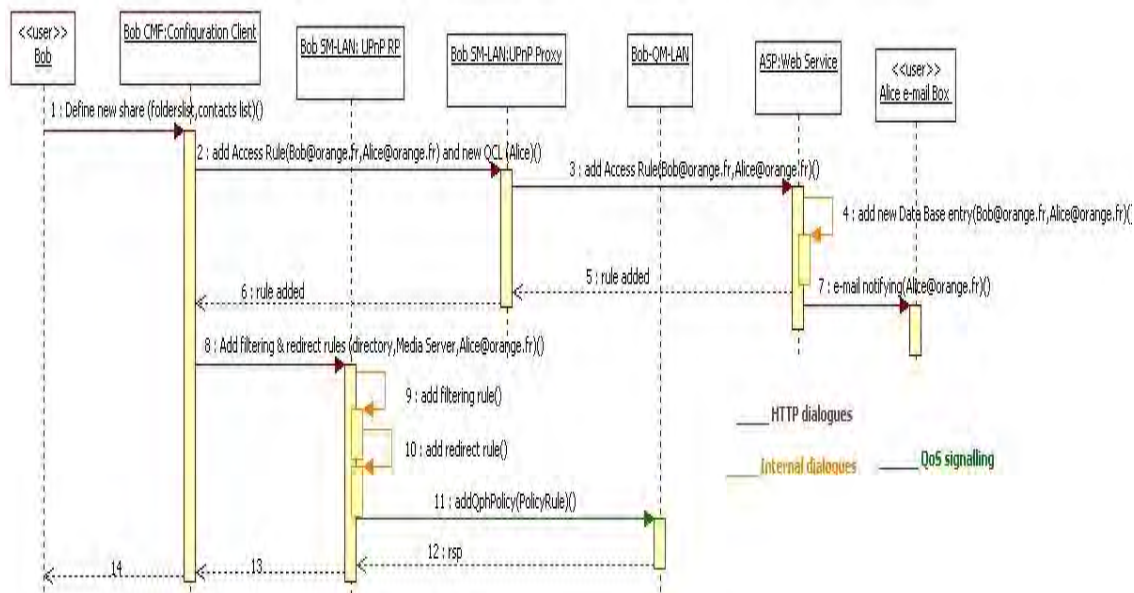 <<user>>
Bob
Bob CMF:Configuration Client
Bob SM-LAN: UPnP RP
Bob SM-LAN:UPnP Proxy
Bob-QM-LAN
ASP:Web Service
<<user>>
Alice e-mail Box
1 : Define new share (folderslist,contacts list)()
2 : add Access Rule(Bob@orange.fr,Alice@orange.fr) and new QCL (Alice)()
3 : add Access Rule(Bob@orange.fr,Alice@orange.fr)()
4 : add new Data Base entry(Bob@orange.fr,Alice@orange.fr)()
5 : rule added
6 : rule added
7 : e-mail notifying(Alice@orange.fr)()
8 : Add filtering & redirect rules (directory,Media Server,Alice@orange.fr)()
9 : add filtering rule()
10 : add redirect rule()
HTTP dialogues
Internal dialogues
QoS signalling
11 : addQphPolicy(PolicyRule)()
12 : rsp
13
14